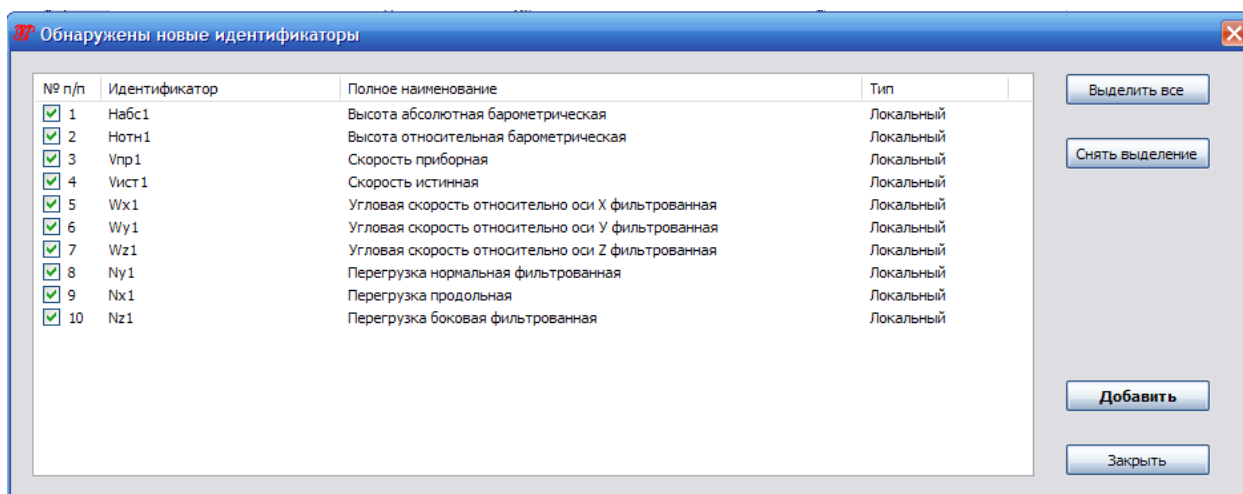 Обнаружены новые идентификаторы
№ п/п Идентификатор Полное наименование Тип
1 Набс1 Высота абсолютная барометрическая Локальный
2 Нотн1 Высота относительная барометрическая Локальный
3 Vпр1 Скорость приборная Локальный
4 Vист1 Скорость истинная Локальный
5 Wx1 Угловая скорость относительно оси X фильтрованная Локальный
6 Wy1 Угловая скорость относительно оси У фильтрованная Локальный
7 Wz1 Угловая скорость относительно оси Z фильтрованная Локальный
8 Ny1 Перегрузка нормальная фильтрованная Локальный
9 Nx1 Перегрузка продольная Локальный
10 Nz1 Перегрузка боковая фильтрованная Локальный
Выделить все
Снять выделение
Добавить
Закрыть